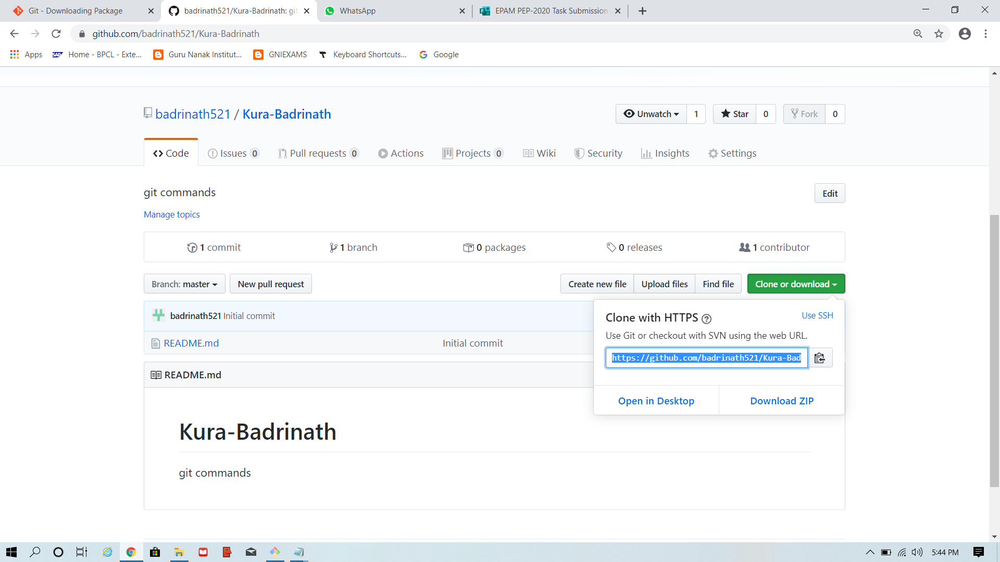 Git - Downloading Package
badrinath521/Kura-Badrinath: git
WhatsApp
EPAM PEP-2020 Task Submission
github.com/badrinath521/Kura-Badrinath
Apps
SAP
Home - BPCL - Exte...
Guru Nanak Institut...
GNIEXAMS
Keyboard Shortcuts...
Google
badrinath521 / Kura-Badrinath
Unwatch 1
Star 0
Fork 0
Code
Issues 0
Pull requests 0
Actions
Projects 0
Wiki
Security
Insights
Settings
git commands
Edit
Manage topics
1 commit
1 branch
0 packages
0 releases
1 contributor
Branch: master
New pull request
Create new file
Upload files
Find file
Clone or download
badrinath521 Initial commit
README.md
Initial commit
Clone with HTTPS
Use SSH
Use Git or checkout with SVN using the web URL.
https://github.com/badrinath521/Kura-Bad
Open in Desktop
Download ZIP
README.md
Kura-Badrinath
git commands
5:44 PM